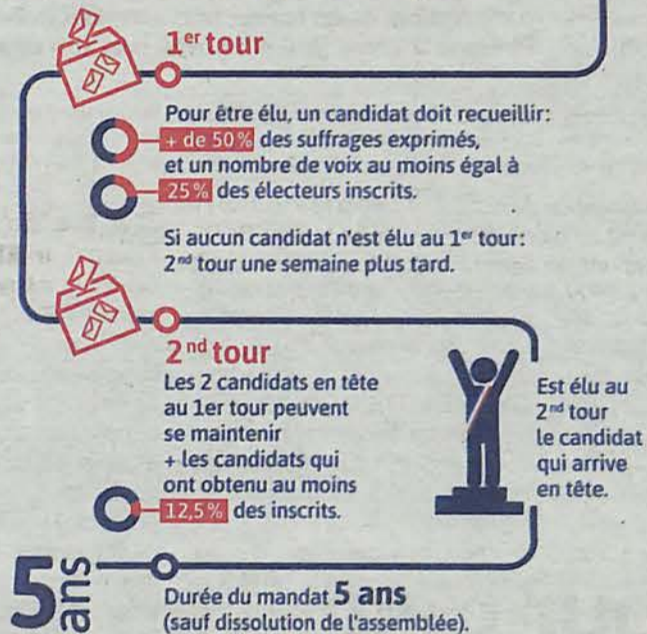 1er tour
Pour être élu, un candidat doit recueillir:
+ de 50% des suffrages exprimés,
et un nombre de voix au moins égal à
25% des électeurs inscrits.
Si aucun candidat n'est élu au 1er tour:
2nd tour une semaine plus tard.
2nd tour
Les 2 candidats en tête
au 1er tour peuvent
se maintenir
+ les candidats qui
ont obtenu au moins
12,5% des inscrits.
Est élu au
2nd tour
le candidat
qui arrive
en tête.
5 ans
Durée du mandat 5 ans
(sauf dissolution de l'assemblée).